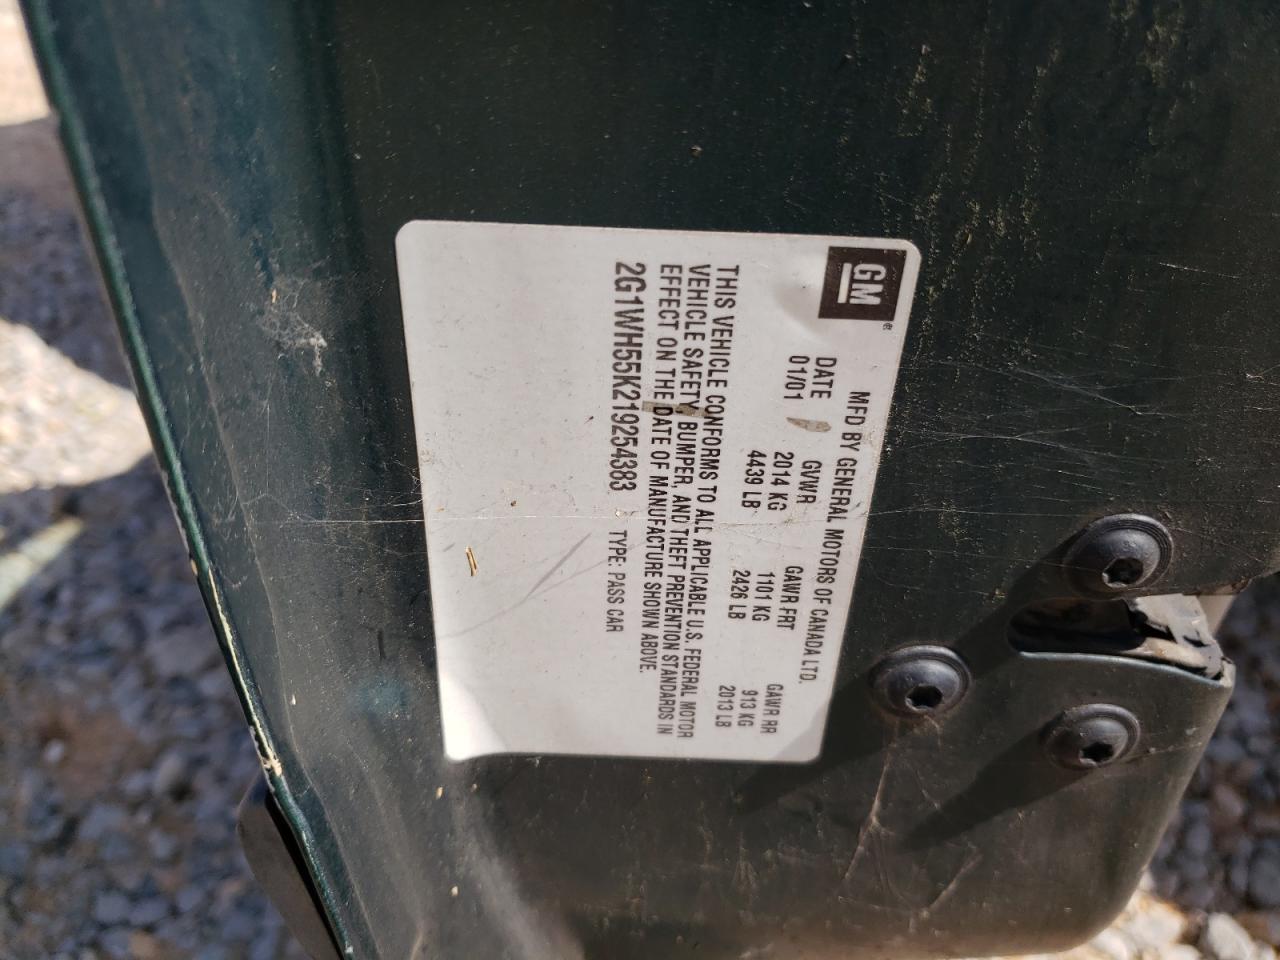 GM®
MFD BY GENERAL MOTORS OF CANADA LTD.
DATE GVWR GAWR FRT GAWR RR
01/01 2014 KG 1101 KG 913 KG
4439 LB 2426 LB 2013 LB
THIS VEHICLE CONFORMS TO ALL APPLICABLE U.S. FEDERAL MOTOR
VEHICLE SAFETY, BUMPER, AND THEFT PREVENTION STANDARDS IN
EFFECT ON THE DATE OF MANUFACTURE SHOWN ABOVE.
2G1WH55K219254383 TYPE: PASS CAR